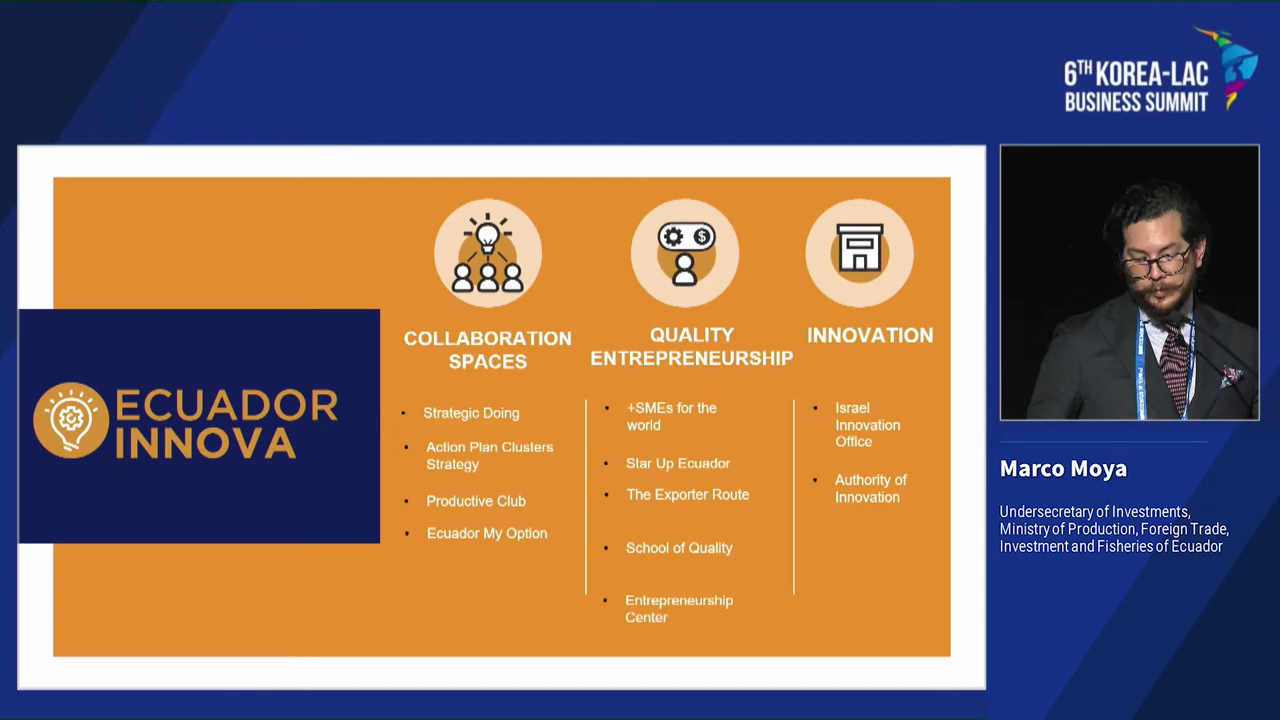 6TH KOREA-LAC
BUSINESS SUMMIT
ECUADOR
INNOVA
COLLABORATION
SPACES
Strategic Doing
Action Plan Clusters
Strategy
Productive Club
Ecuador My Option
QUALITY
ENTREPRENEURSHIP
+SMEs for the
world
Star Up Ecuador
The Exporter Route
School of Quality
Entrepreneurship
Center
INNOVATION
Israel
Innovation
Office
Authority of
Innovation
Marco Moya
Undersecretary of Investments,
Ministry of Production, Foreign Trade,
Investment and Fisheries of Ecuador